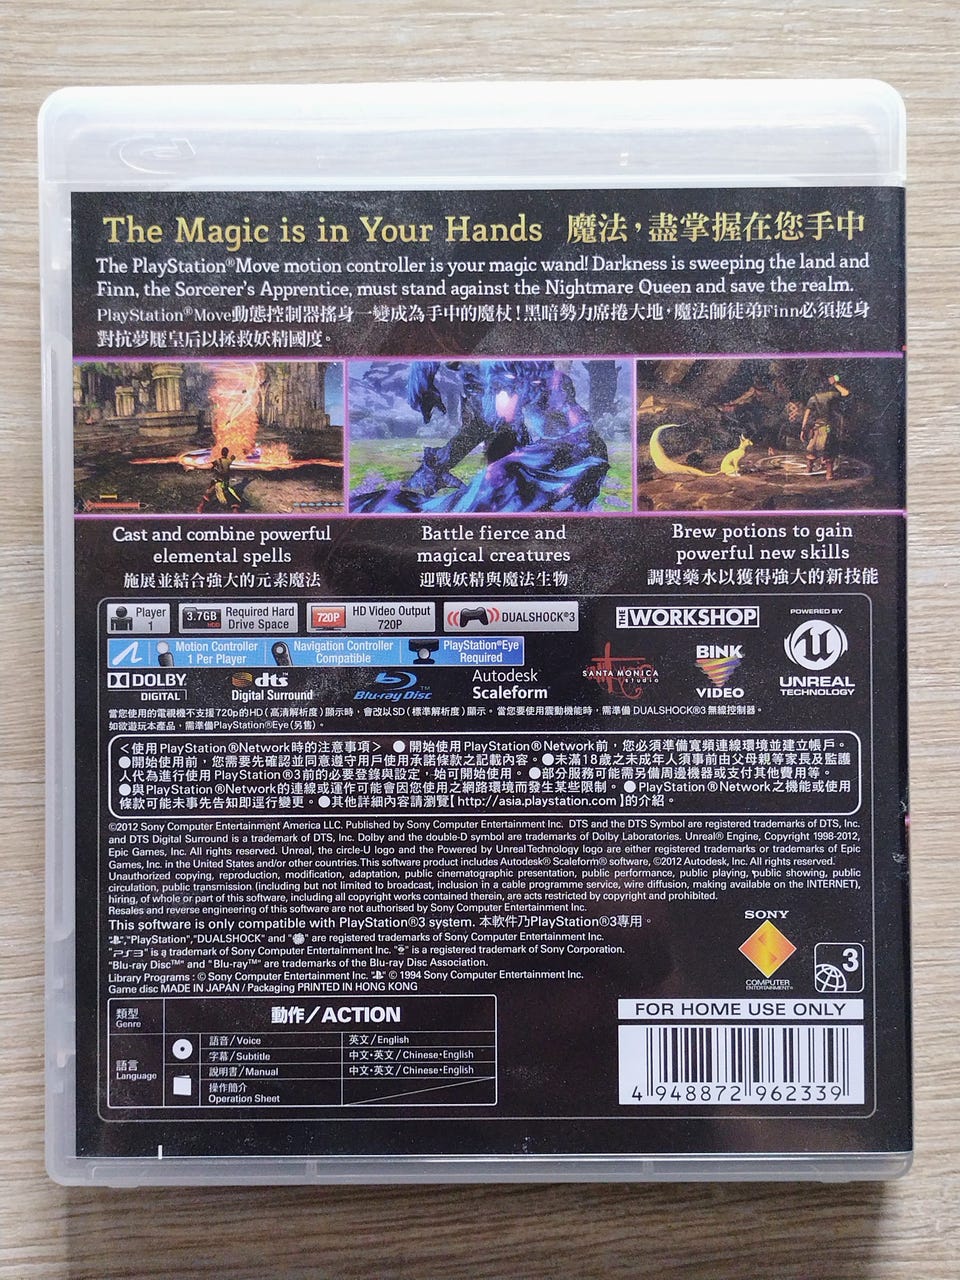 The Magic is in Your Hands 魔法，盡掌握在您手中
The PlayStation®Move motion controller is your magic wand! Darkness is sweeping the land and
Finn, the Sorcerer's Apprentice, must stand against the Nightmare Queen and save the realm.
PlayStation®Move動態控制器搖身一變成為手中的魔杖！黑暗勢力席捲大地，魔法師徒弟Finn必須挺身
對抗夢魘皇后以拯救妖精國度。
Cast and combine powerful
elemental spells
施展並結合強大的元素魔法
Battle fierce and
magical creatures
迎戰妖精與魔法生物
Brew potions to gain
powerful new skills
調製藥水以獲得強大的新技能
Player
1
3.7GB
HDD
Required Hard
Drive Space
720P
HD Video Output
720P
DUALSHOCK®3
Motion Controller
1 Per Player
Navigation Controller
Compatible
PlayStation®Eye
Required
THE WORKSHOP
POWERED BY
UNREAL
TECHNOLOGY
DOLBY
DIGITAL
dts
Digital Surround
Blu-ray Disc™
Autodesk
Scaleform®
SANTA MONICA
studio
BINK
VIDEO
當您使用的電視機不支援720p的HD（高清解析度）顯示時，會改以SD（標準解析度）顯示。當您要使用震動機能時，需準備 DUALSHOCK®3 無線控制器。
如欲遊玩本產品，需準備PlayStation®Eye（另售）。
＜使用PlayStation®Network時的注意事項＞ ●開始使用PlayStation®Network前，您必須準備寬頻連線環境並建立帳戶。
●開始使用前，您需要先確認並同意遵守用戶使用承諾條款之記載內容。●未滿18歲之未成年人須事前由父母親等家長及監護
人代為進行使用 PlayStation®3前的必要登錄與設定，始可開始使用。●部分服務可能需另備周邊機器或支付其他費用等。
●與PlayStation®Network的連線或運作可能會因您使用之網路環境而發生某些限制。●PlayStation®Network之機能或使用
條款可能未事先告知即逕行變更。●其他詳細內容請瀏覽【http://asia.playstation.com】的介紹。
©2012 Sony Computer Entertainment America LLC. Published by Sony Computer Entertainment Inc. DTS and the DTS Symbol are registered trademarks of DTS, Inc.
and DTS Digital Surround is a trademark of DTS, Inc. Dolby and the double-D symbol are trademarks of Dolby Laboratories. Unreal® Engine, Copyright 1998-2012,
Epic Games, Inc. All rights reserved. Unreal, the circle-U logo and the Powered by Unreal Technology logo are either registered trademarks or trademarks of Epic
Games, Inc. in the United States and/or other countries.This software product includes Autodesk® Scaleform® software, ©2012 Autodesk, Inc. All rights reserved.
Unauthorized copying, reproduction, modification, adaptation, public cinematographic presentation, public performance, public playing, public showing, public
circulation, public transmission (including but not limited to broadcast, inclusion in a cable programme service, wire diffusion, making available on the INTERNET),
hiring, of whole or part of this software, including all copyright works contained therein, are acts restricted by copyright and prohibited.
Resales and reverse engineering of this software are not authorised by Sony Computer Entertainment Inc.
This software is only compatible with PlayStation®3 system. 本軟件乃PlayStation®3專用。
"PlayStation","DUALSHOCK" and are registered trademarks of Sony Computer Entertainment Inc.
"PS3" is a trademark of Sony Computer Entertainment Inc. is a registered trademark of Sony Corporation.
"Blu-ray Disc™" and "Blu-ray™" are trademarks of the Blu-ray Disc Association.
Library Programs : © Sony Computer Entertainment Inc. © 1994 Sony Computer Entertainment Inc.
Game disc MADE IN JAPAN / Packaging PRINTED IN HONG KONG
SONY
COMPUTER
ENTERTAINMENT®
3
類型
Genre
動作/ACTION
語言
Language
語音/Voice
英文/English
字幕/Subtitle
中文・英文/Chinese・English
說明書/Manual
中文・英文/Chinese・English
操作簡介
Operation Sheet
FOR HOME USE ONLY
4 948872 962339